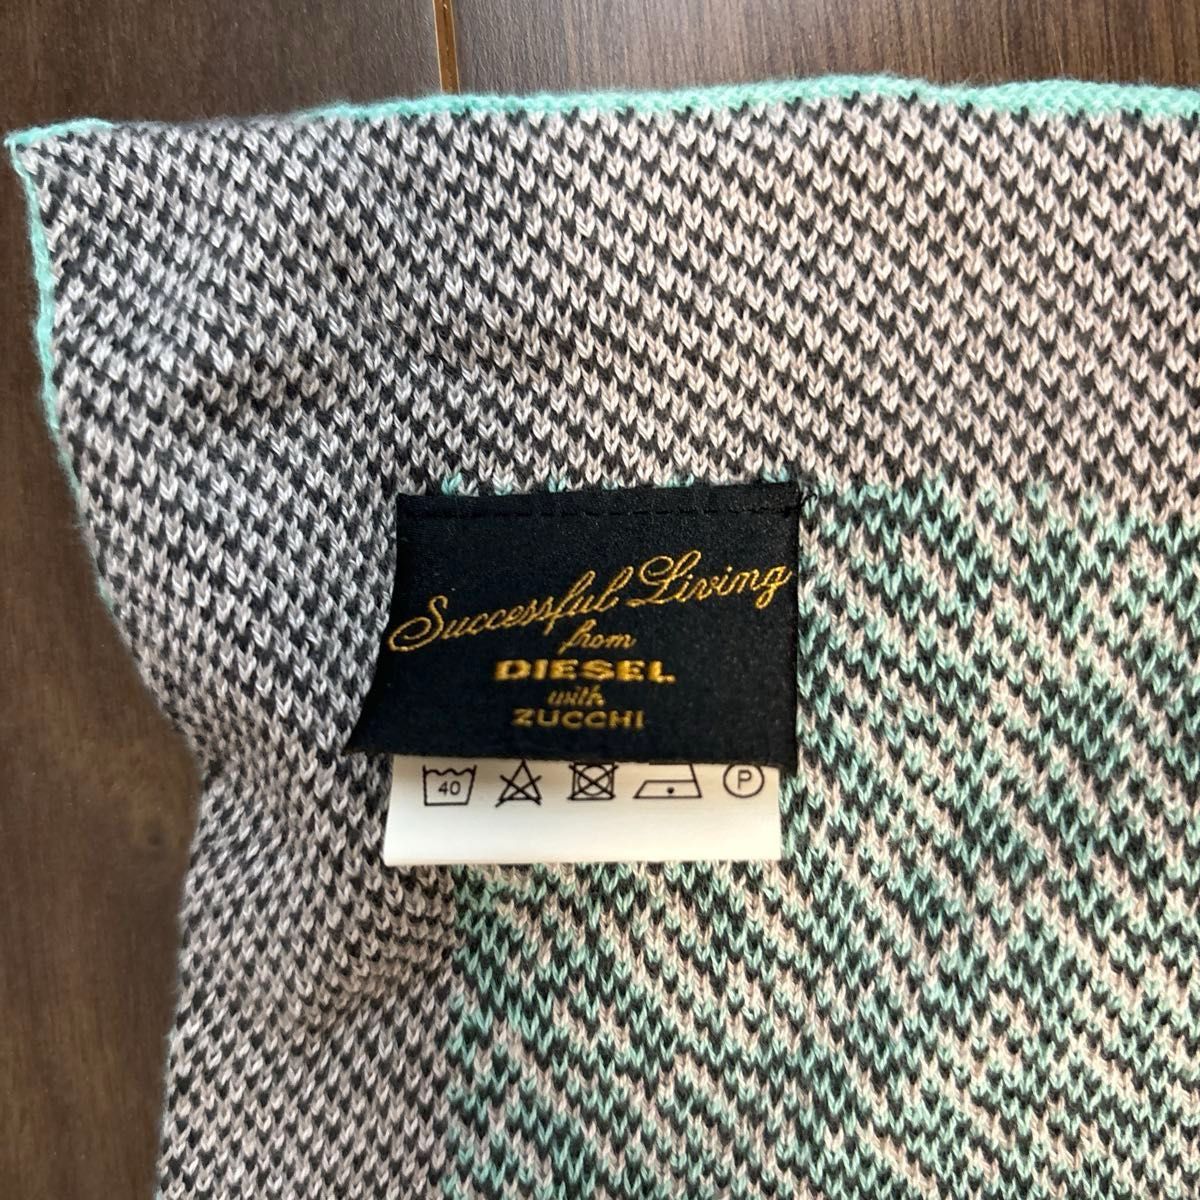 Successful Living
from
DIESEL
with
ZUCCHI
40
P